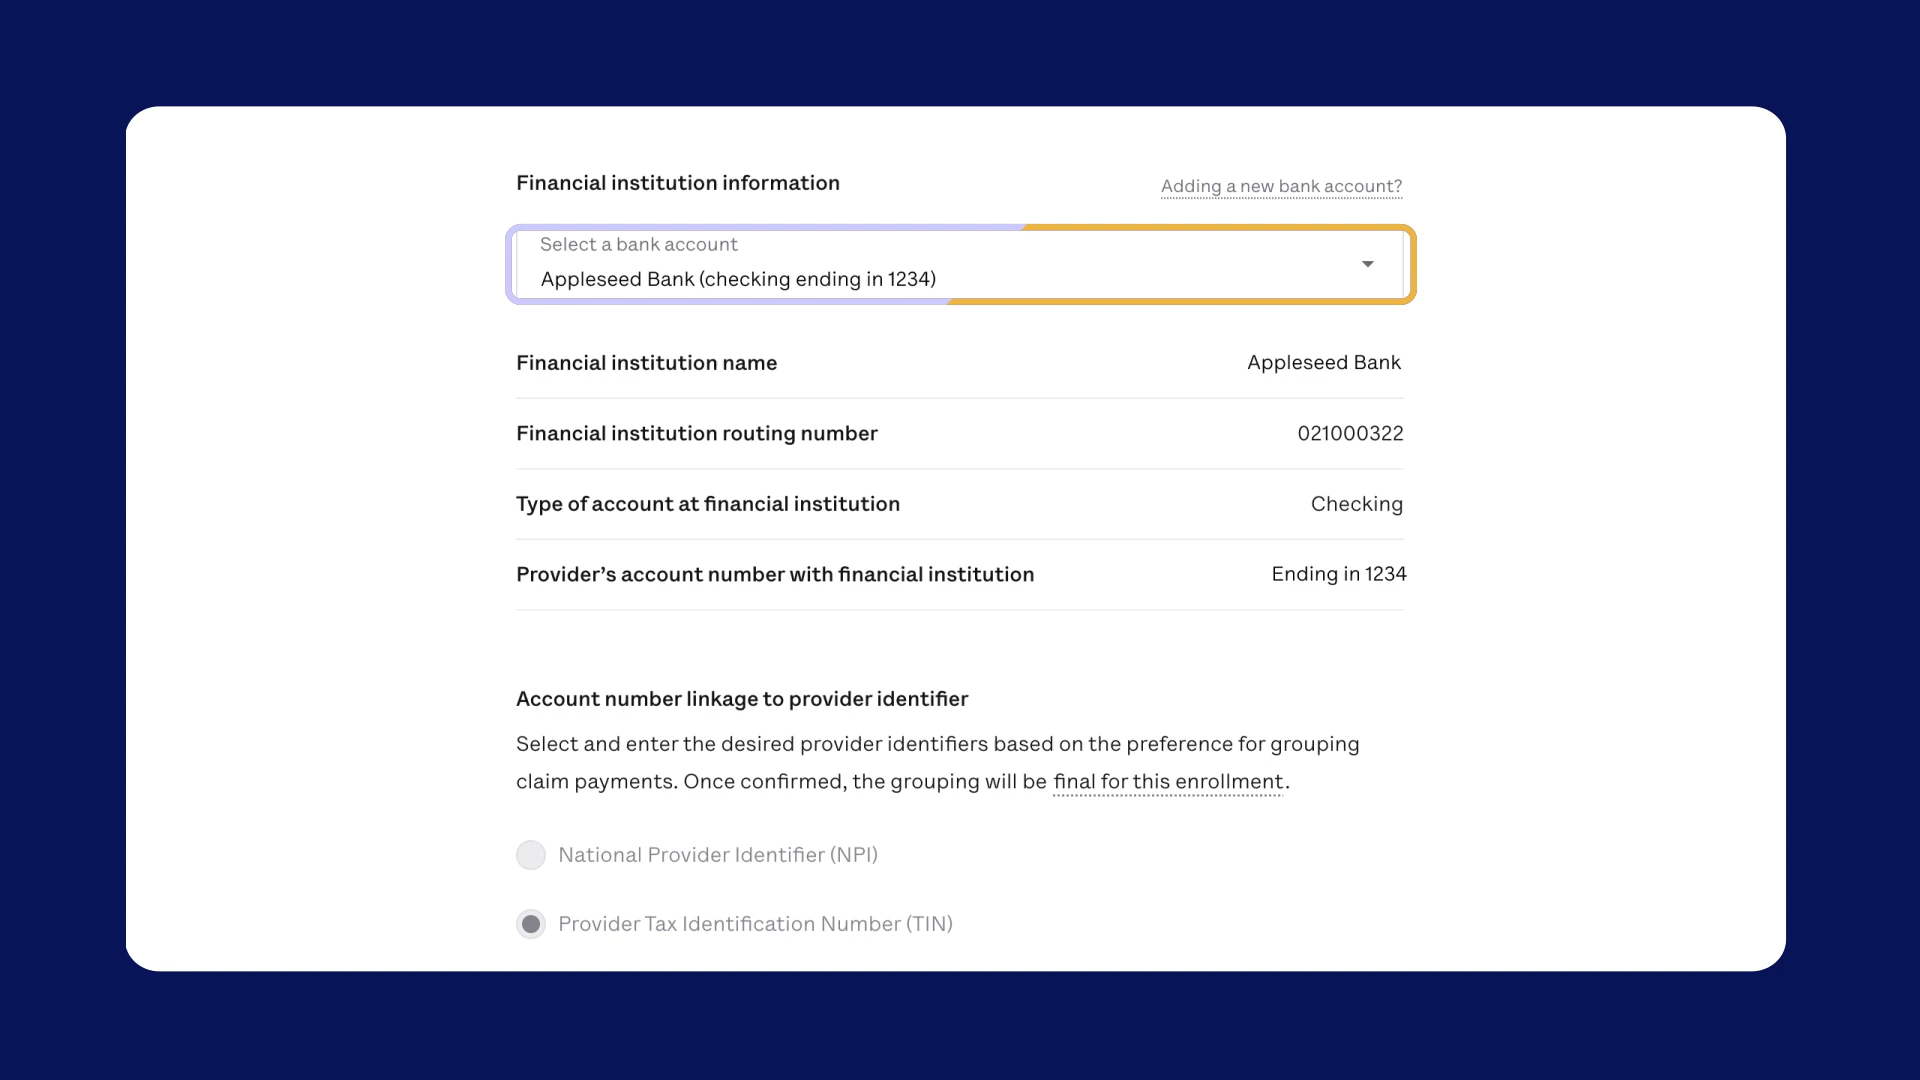 Financial institution information
Adding a new bank account?
Select a bank account
Appleseed Bank (checking ending in 1234)
Financial institution name
Appleseed Bank
Financial institution routing number
021000322
Type of account at financial institution
Checking
Provider’s account number with financial institution
Ending in 1234
Account number linkage to provider identifier
Select and enter the desired provider identifiers based on the preference for grouping
claim payments. Once confirmed, the grouping will be final for this enrollment.
National Provider Identifier (NPI)
Provider Tax Identification Number (TIN)